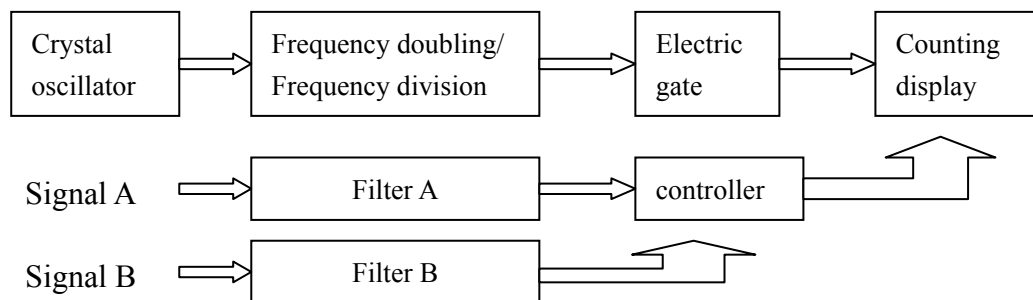 Crystal
oscillator
Frequency doubling/
Frequency division
Electric
gate
Counting
display
Signal A
Filter A
controller
Signal B
Filter B